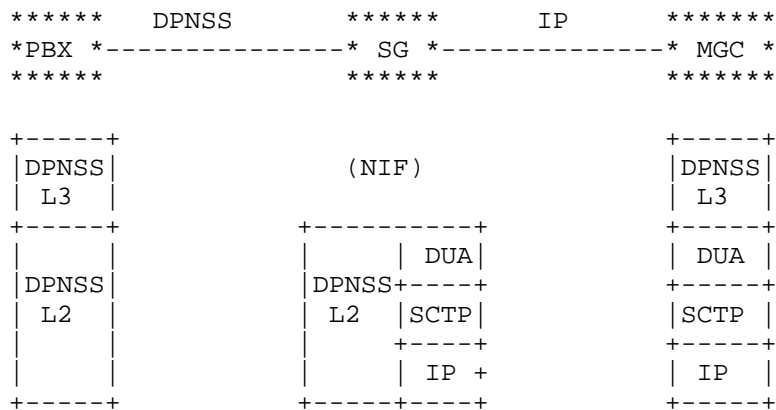 ******   DPNSS       ******       IP      *******
*PBX *---------------* SG *--------------* MGC *
******               ******              *******

+-----+                                  +-----+
|DPNSS|              (NIF)               |DPNSS|
| L3  |                                  | L3  |
+-----+           +----------+           +-----+
|     |           |     | DUA|           | DUA |
|DPNSS|           |DPNSS+----+           +-----+
| L2  |           | L2  |SCTP|           |SCTP |
|     |           |     +----+           +-----+
|     |           |     | IP +           | IP  |
+-----+           +-----+----+           +-----+